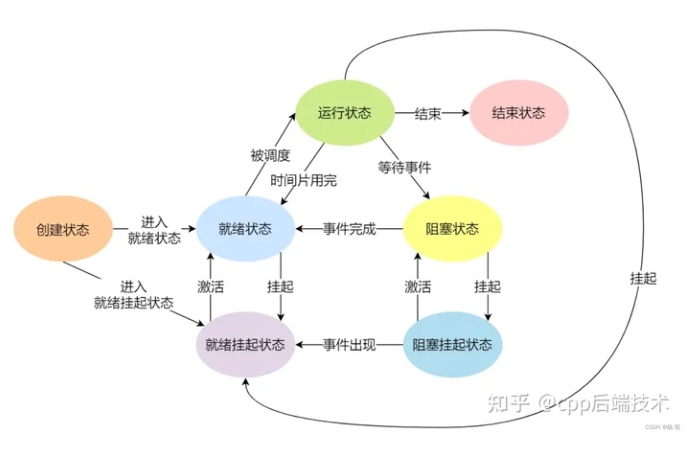 运行状态
结束
结束状态
被调度
时间片用完
等待事件
创建状态
进入
就绪状态
就绪状态
事件完成
阻塞状态
进入
就绪挂起状态
激活
挂起
激活
挂起
挂起
就绪挂起状态
事件出现
阻塞挂起状态
知乎 @cpp后端技术